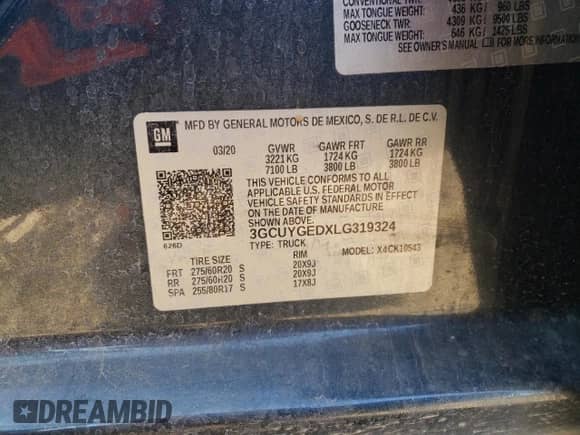 CONVENTIONAL TWR:
MAX TONGUE WEIGHT: 436 KG / 960 LBS
GOOSENECK TWR: 4309 KG / 9500 LBS
MAX TONGUE WEIGHT: 646 KG / 1425 LBS
SEE OWNER'S MANUAL FOR MORE INFORMATION
GM
MFD BY GENERAL MOTORS DE MEXICO, S. DE R.L. DE C.V.
03/20 GVWR GAWR FRT GAWR RR
3221 KG 1724 KG 1724 KG
7100 LB 3800 LB 3800 LB
THIS VEHICLE CONFORMS TO ALL
APPLICABLE U.S. FEDERAL MOTOR
VEHICLE SAFETY STANDARDS IN EFFECT
ON THE DATE OF MANUFACTURE
SHOWN ABOVE.
3GCUYGEDXLG319324
626D
TYPE: TRUCK MODEL: X4CK10543
TIRE SIZE RIM
FRT 275/60R20 S 20X9J
RR 275/60R20 S 20X9J
SPA 255/80R17 S 17X8J
DREAMBID